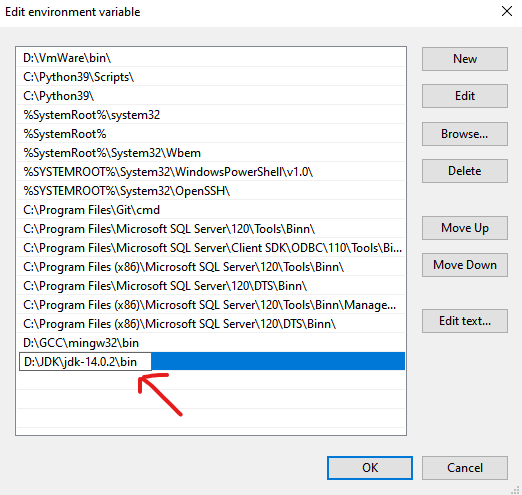 Edit environment variable
D:\VmWare\bin\
C:\Python39\Scripts\
C:\Python39\
%SystemRoot%\system32
%SystemRoot%
%SystemRoot%\System32\Wbem
%SYSTEMROOT%\System32\WindowsPowerShell\v1.0\
%SYSTEMROOT%\System32\OpenSSH\
C:\Program Files\Git\cmd
C:\Program Files\Microsoft SQL Server\120\Tools\Binn\
C:\Program Files\Microsoft SQL Server\Client SDK\ODBC\110\Tools\Bi...
C:\Program Files (x86)\Microsoft SQL Server\120\Tools\Binn\
C:\Program Files\Microsoft SQL Server\120\DTS\Binn\
C:\Program Files (x86)\Microsoft SQL Server\120\Tools\Binn\Manage...
C:\Program Files (x86)\Microsoft SQL Server\120\DTS\Binn\
D:\GCC\mingw32\bin
D:\JDK\jdk-14.0.2\bin
New
Edit
Browse...
Delete
Move Up
Move Down
Edit text...
OK
Cancel